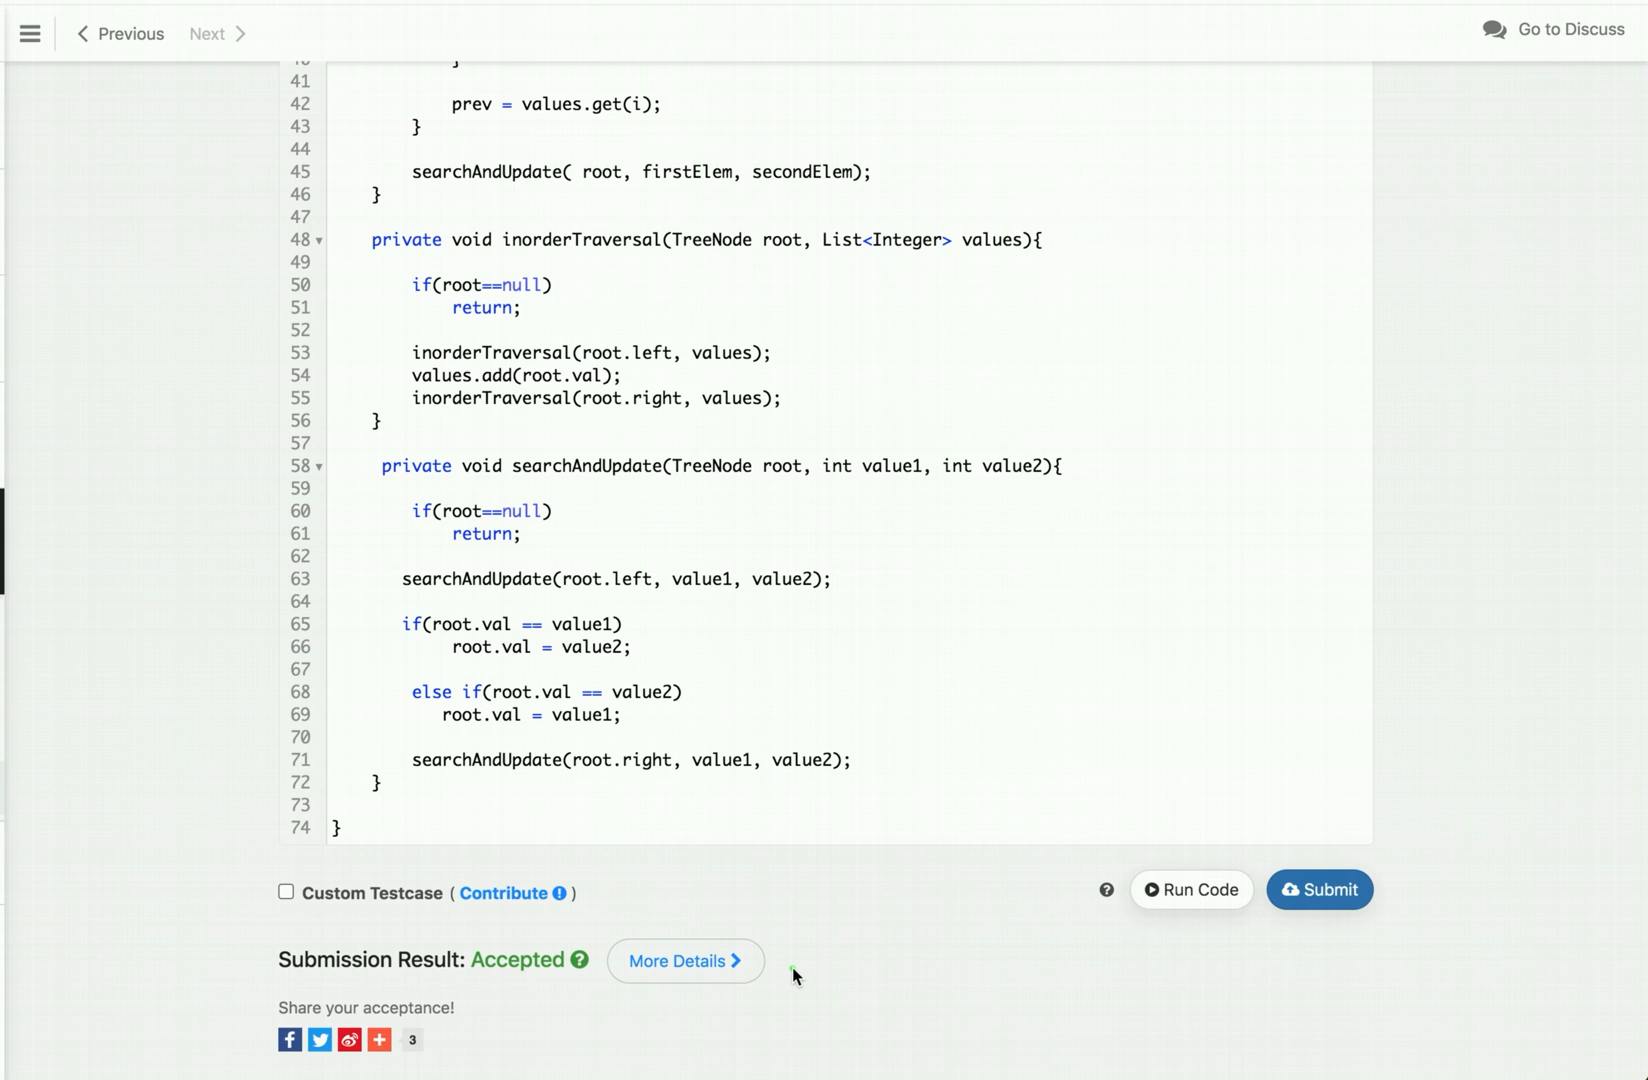 Previous Next Go to Discuss
41
42 prev = values.get(i);
43 }
44
45 searchAndUpdate( root, firstElem, secondElem);
46 }
47
48 private void inorderTraversal(TreeNode root, List<Integer> values){
49
50 if(root==null)
51 return;
52
53 inorderTraversal(root.left, values);
54 values.add(root.val);
55 inorderTraversal(root.right, values);
56 }
57
58 private void searchAndUpdate(TreeNode root, int value1, int value2){
59
60 if(root==null)
61 return;
62
63 searchAndUpdate(root.left, value1, value2);
64
65 if(root.val == value1)
66 root.val = value2;
67
68 else if(root.val == value2)
69 root.val = value1;
70
71 searchAndUpdate(root.right, value1, value2);
72 }
73
74 }
Custom Testcase ( Contribute ) Run Code Submit
Submission Result: Accepted More Details
Share your acceptance!
3